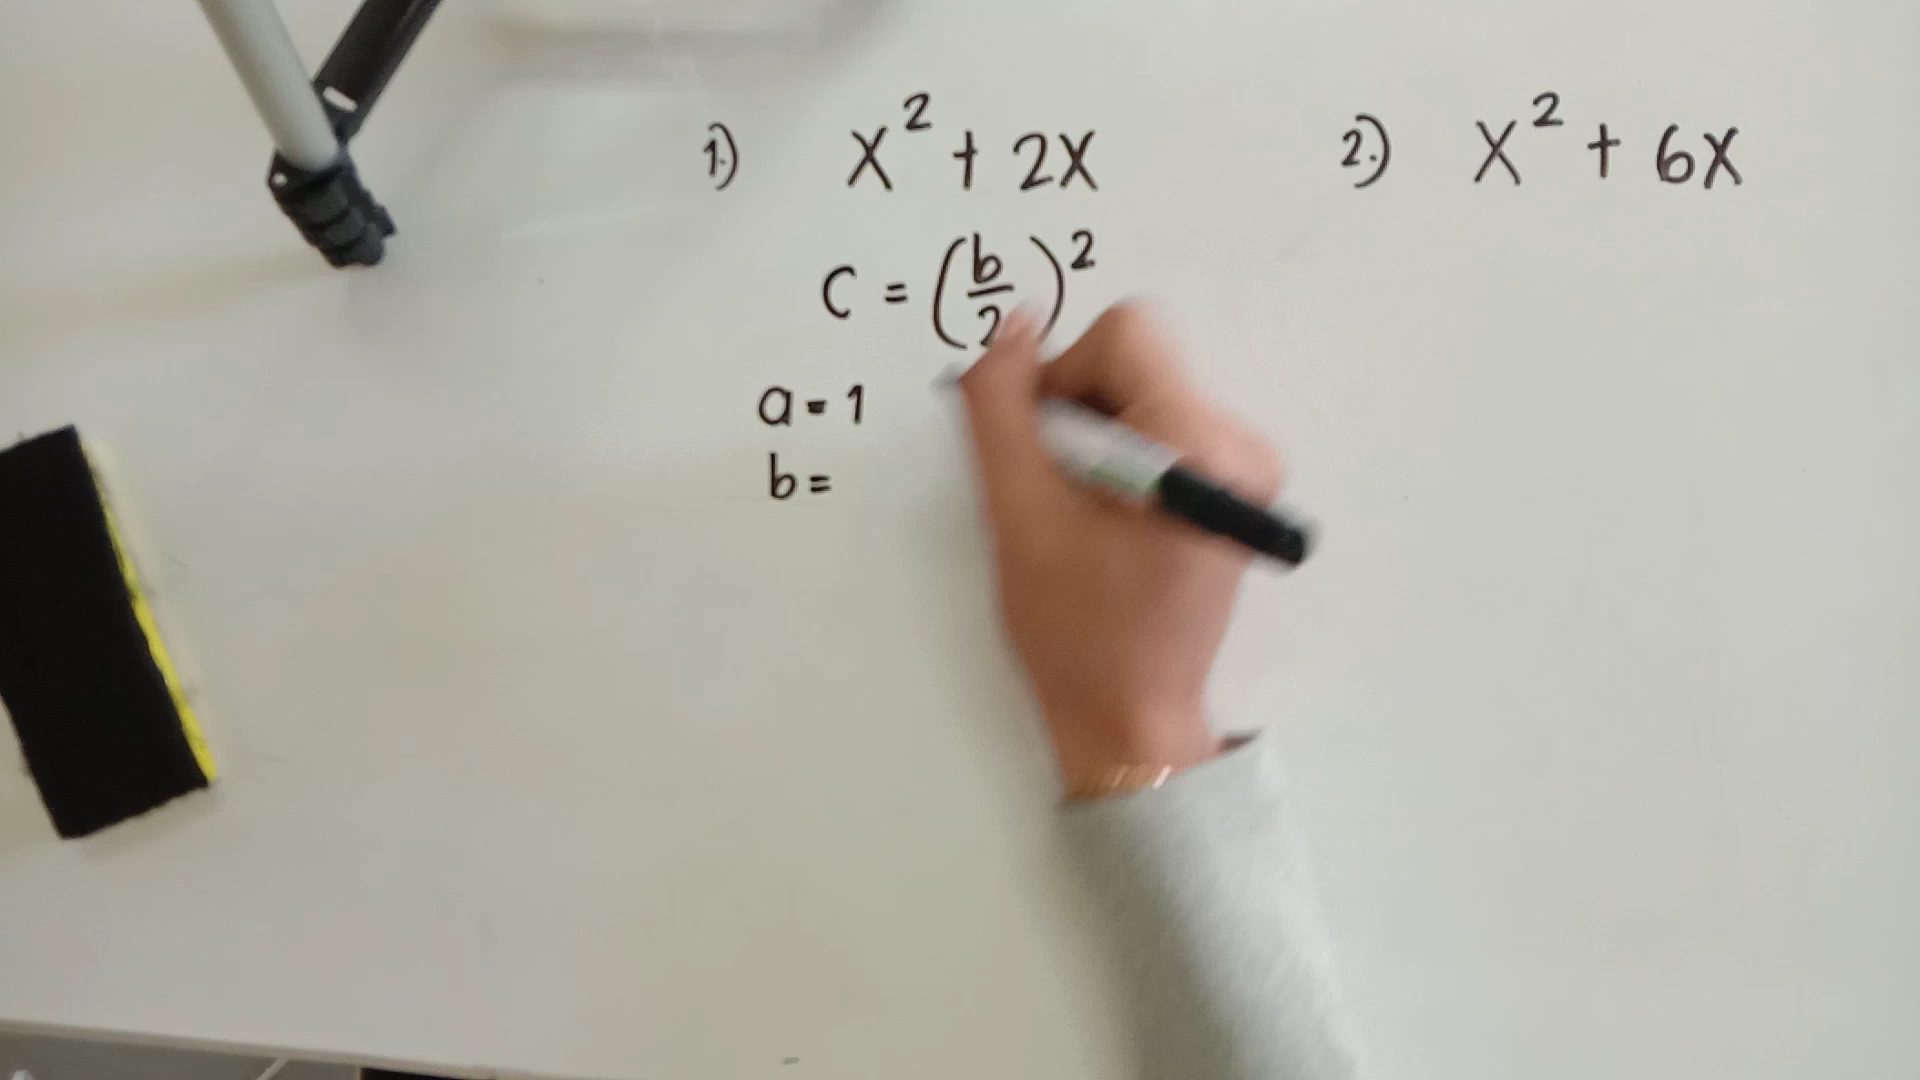 1.) x² + 2x
c = (b/2)²
a = 1
b =
2.) x² + 6x